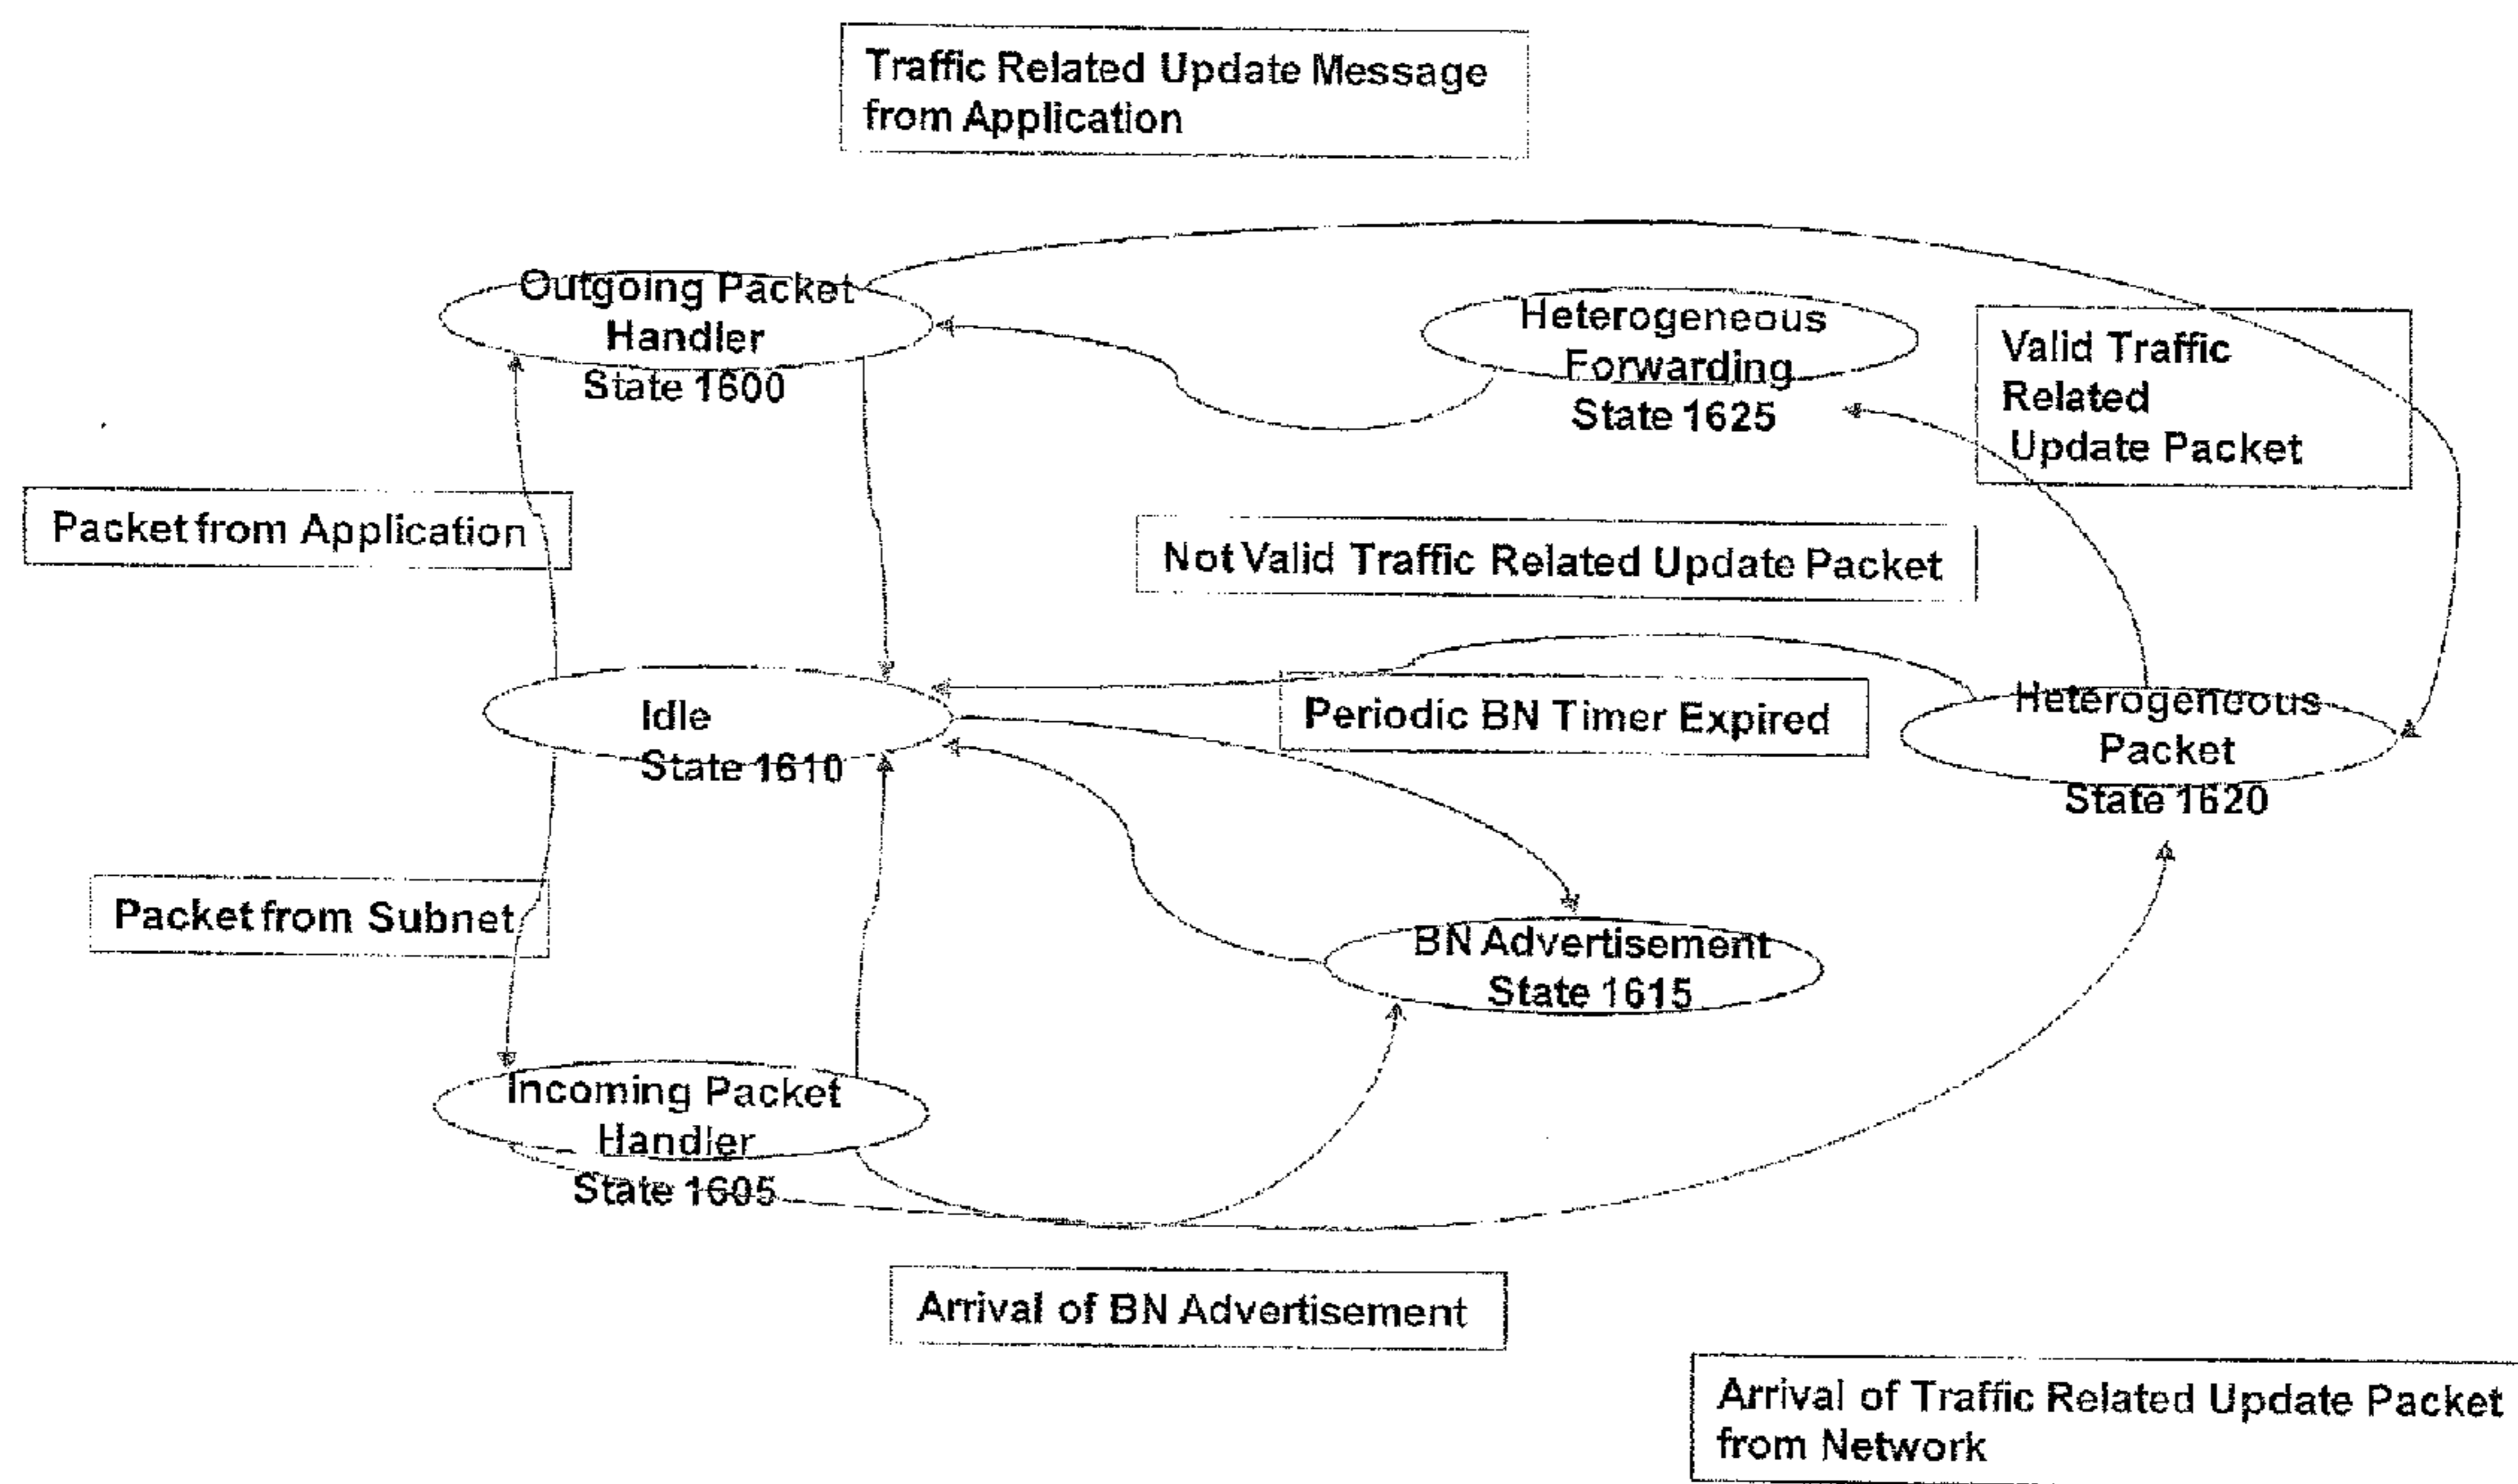 Traffic Related Update Message
from Application
Outgoing Packet
Handler
State 1600
Heterogeneous
Forwarding
State 1625
Valid Traffic
Related
Update Packet
Packet from Application
Not Valid Traffic Related Update Packet
Idle
State 1610
Periodic BN Timer Expired
Heterogeneous
Packet
State 1620
Packet from Subnet
BN Advertisement
State 1615
Incoming Packet
Handler
State 1605
Arrival of BN Advertisement
Arrival of Traffic Related Update Packet
from Network